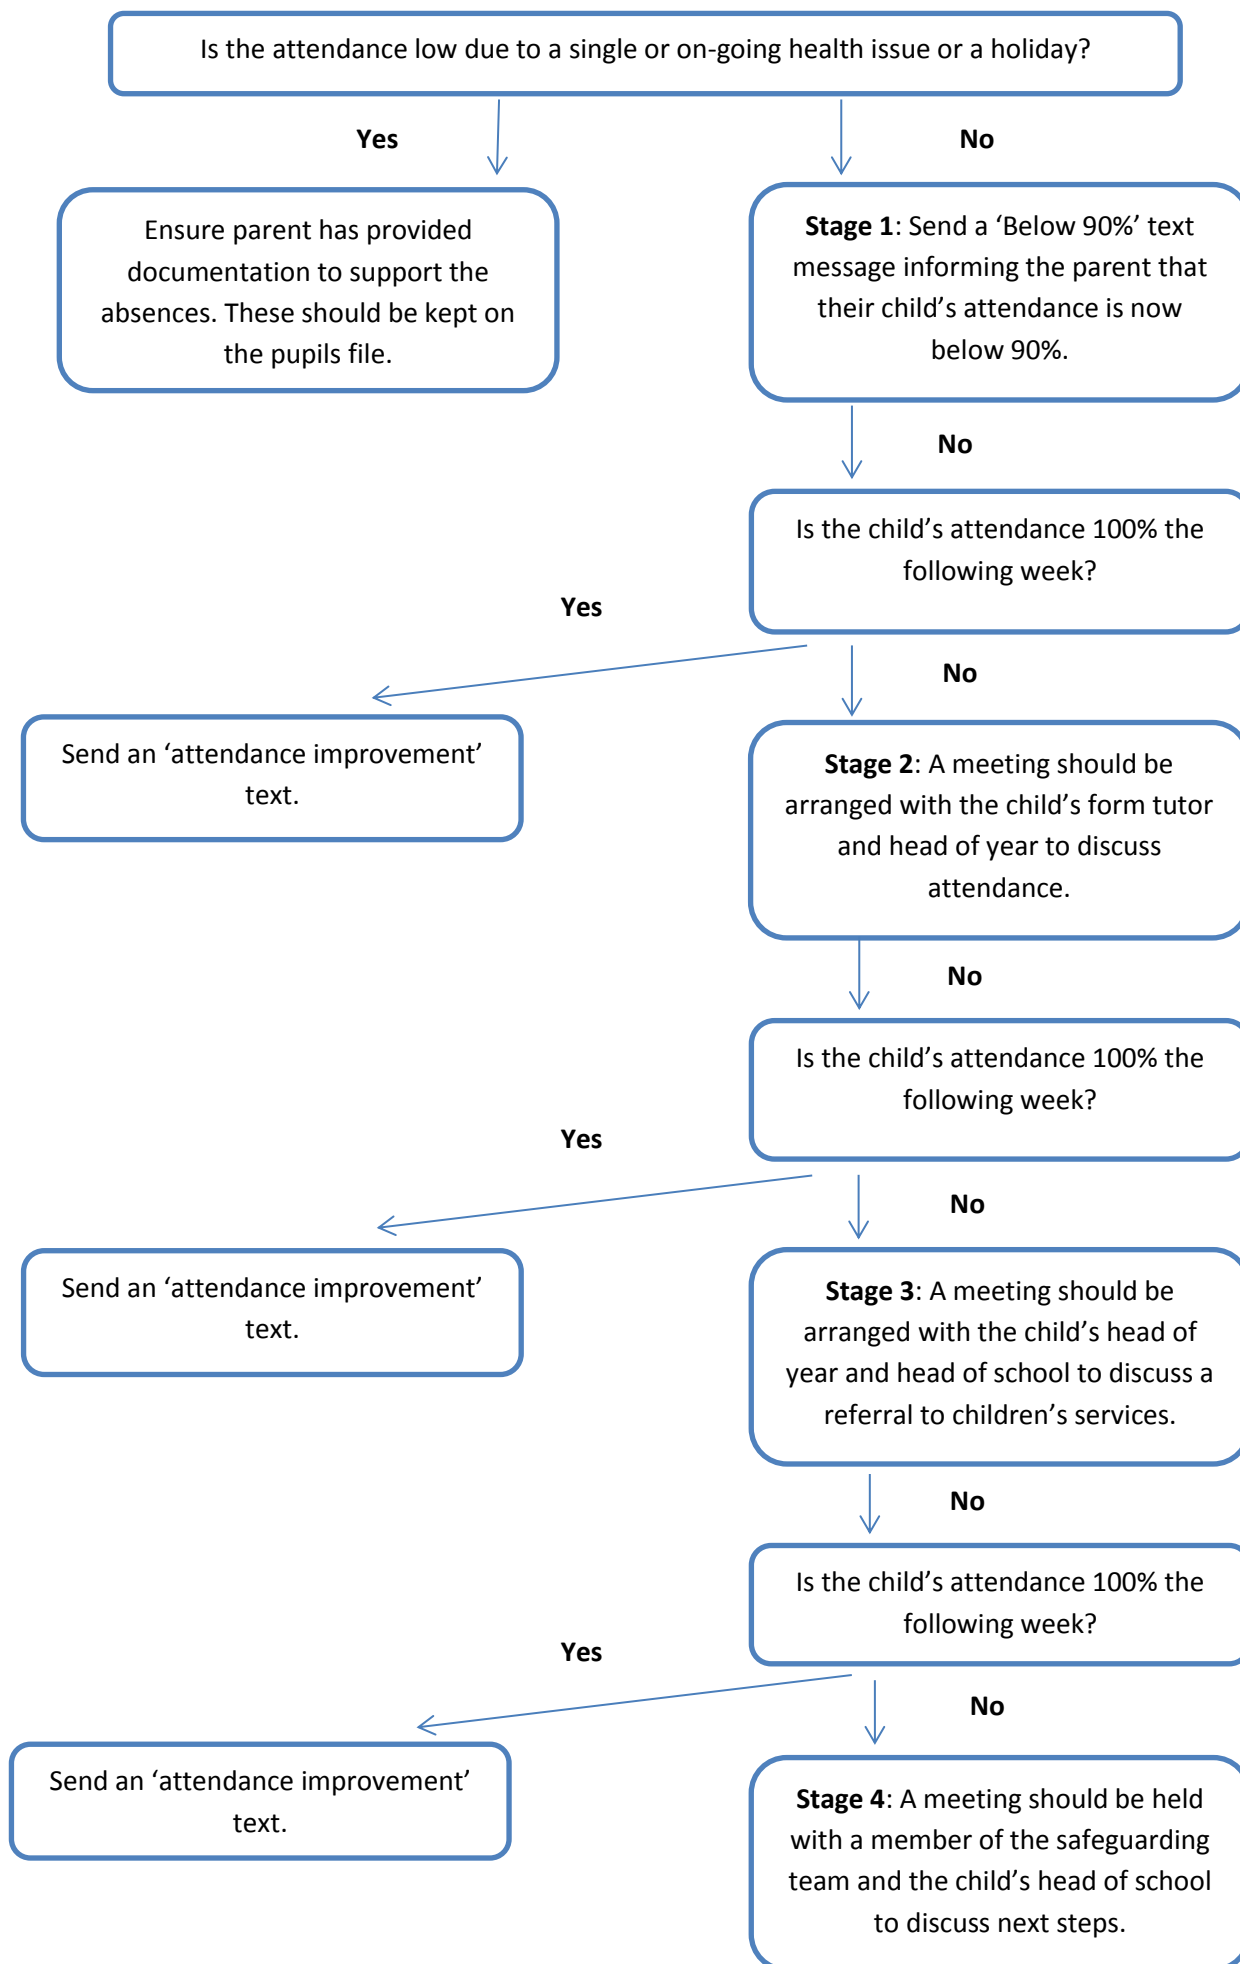 Is the attendance low due to a single or on-going health issue or a holiday?
Yes
No
Ensure parent has provided
documentation to support the
absences. These should be kept on
the pupils file.
Stage 1: Send a ‘Below 90%’ text
message informing the parent that
their child’s attendance is now
below 90%.
No
Is the child’s attendance 100% the
following week?
Yes
No
Send an ‘attendance improvement’
text.
Stage 2: A meeting should be
arranged with the child’s form tutor
and head of year to discuss
attendance.
No
Is the child’s attendance 100% the
following week?
Yes
No
Send an ‘attendance improvement’
text.
Stage 3: A meeting should be
arranged with the child’s head of
year and head of school to discuss a
referral to children’s services.
No
Is the child’s attendance 100% the
following week?
Yes
No
Send an ‘attendance improvement’
text.
Stage 4: A meeting should be held
with a member of the safeguarding
team and the child’s head of school
to discuss next steps.